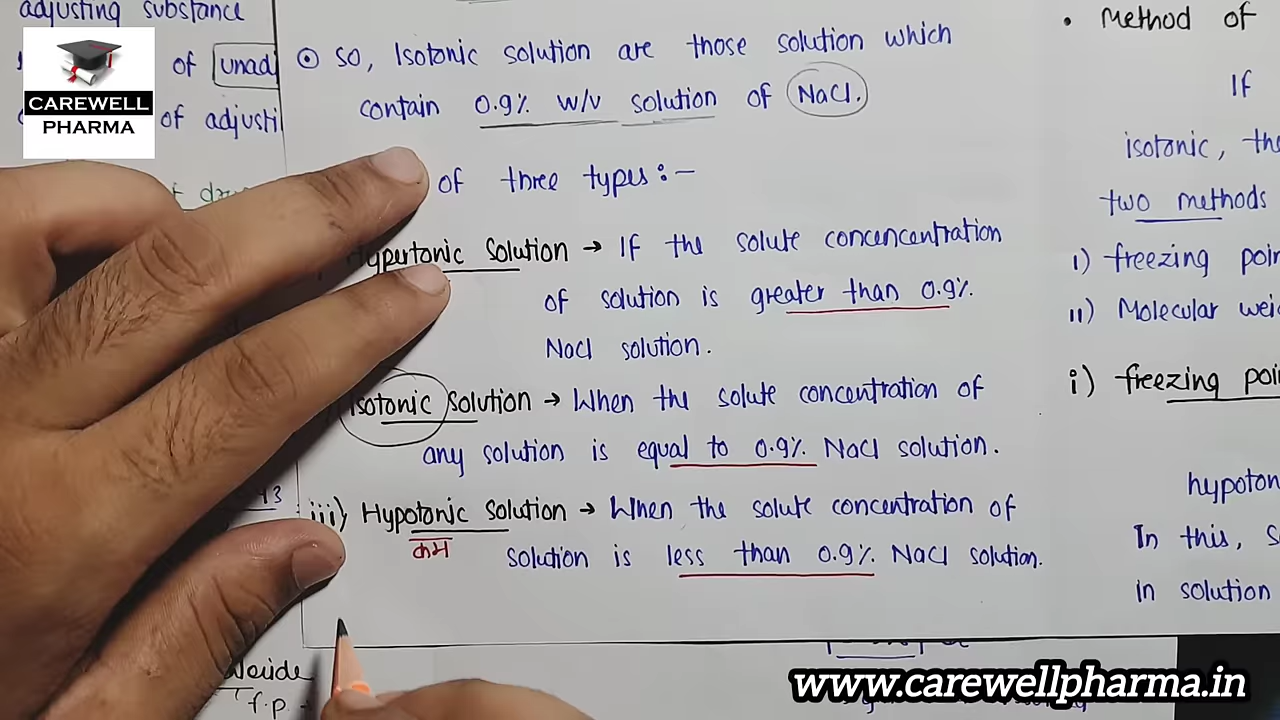 adjusting substance
of unadj
CAREWELL
PHARMA
of adjusti
⊙ So, Isotonic solution are those solution which
contain 0.9% w/v solution of NaCl.
of three types:-
Hypertonic Solution → If the solute concencentration
of solution is greater than 0.9%
NaCl solution.
Isotonic Solution → When the solute concentration of
any solution is equal to 0.9% NaCl solution.
iii) Hypotonic Solution → When the solute concentration of
कम
solution is less than 0.9% NaCl solution.
f.p -
• Method of
If
isotonic, the
two methods
i) freezing poin
ii) Molecular wei
i) freezing poin
hypoton
In this, s
in solution
www.carewellpharma.in